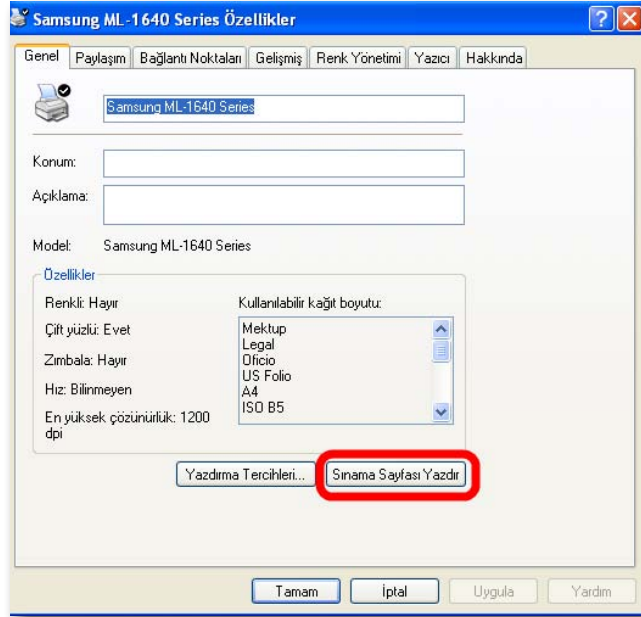 Samsung ML-1640 Series Özellikler
Genel Paylaşım Bağlantı Noktaları Gelişmiş Renk Yönetimi Yazıcı Hakkında
Samsung ML-1640 Series
Konum:
Açıklama:
Model: Samsung ML-1640 Series
Özellikler
Renkli: Hayır
Kullanılabilir kağıt boyutu:
Çift yüzlü: Evet
Zımbala: Hayır
Hız: Bilinmeyen
En yüksek çözünürlük: 1200
dpi
Mektup
Legal
Oficio
US Folio
A4
ISO B5
Yazdırma Tercihleri... Sınama Sayfası Yazdır
Tamam İptal Uygula Yardım